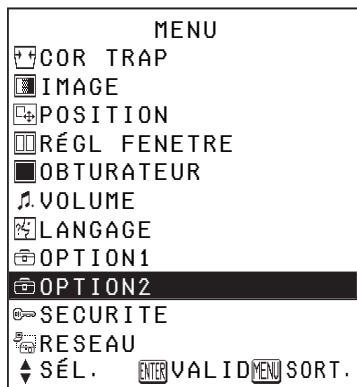 MENU
COR TRAP
IMAGE
POSITION
RÉGL FENETRE
OBTURATEUR
VOLUME
LANGAGE
OPTION1
OPTION2
SECURITE
RESEAU
SÉL. ENTER VALID MENU SORT.